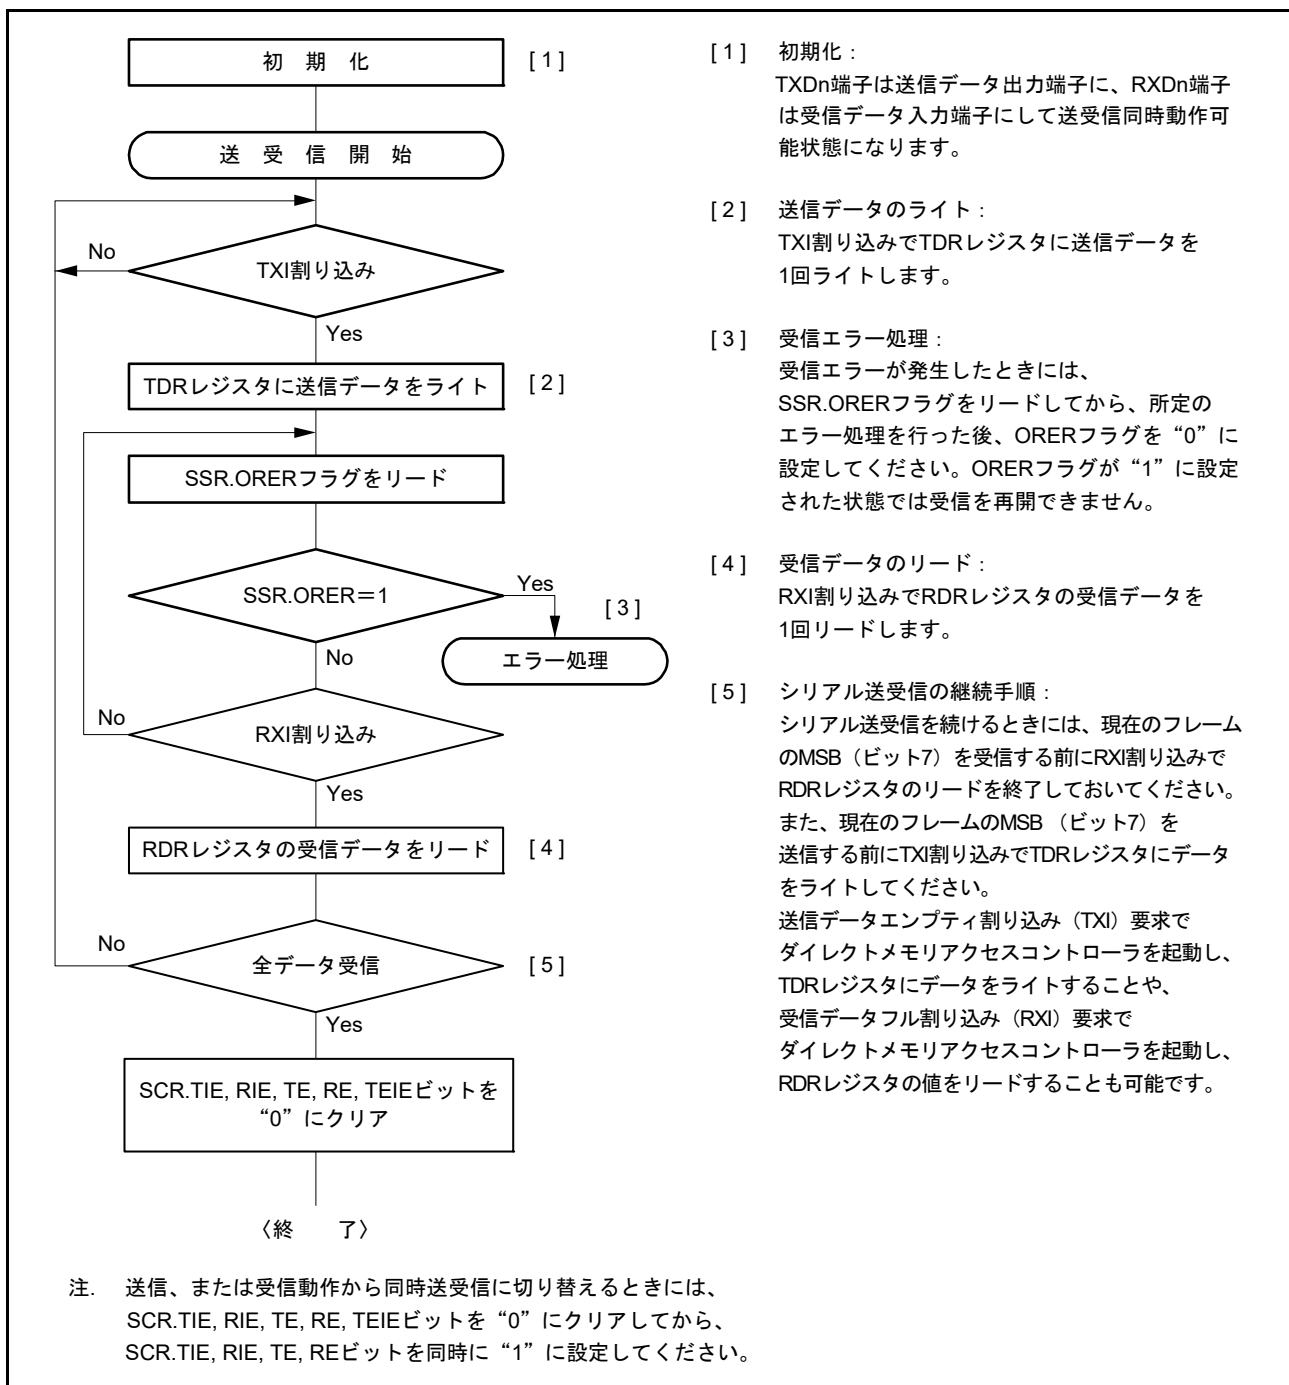 初 期 化 [1]
送 受 信 開 始
No
TXI割り込み
Yes
TDRレジスタに送信データをライト [2]
SSR.ORERフラグをリード
SSR.ORER＝1
Yes
[3]
エラー処理
No
No
RXI割り込み
Yes
RDRレジスタの受信データをリード [4]
No
全データ受信 [5]
Yes
SCR.TIE, RIE, TE, RE, TEIEビットを
“0”にクリア
〈終 了〉
[1] 初期化：
TXDn端子は送信データ出力端子に、RXDn端子
は受信データ入力端子にして送受信同時動作可
能状態になります。
[2] 送信データのライト：
TXI割り込みでTDRレジスタに送信データを
1回ライトします。
[3] 受信エラー処理：
受信エラーが発生したときには、
SSR.ORERフラグをリードしてから、所定の
エラー処理を行った後、ORERフラグを“0”に
設定してください。ORERフラグが“1”に設定
された状態では受信を再開できません。
[4] 受信データのリード：
RXI割り込みでRDRレジスタの受信データを
1回リードします。
[5] シリアル送受信の継続手順：
シリアル送受信を続けるときには、現在のフレーム
のMSB（ビット7）を受信する前にRXI割り込みで
RDRレジスタのリードを終了しておいてください。
また、現在のフレームのMSB （ビット7）を
送信する前にTXI割り込みでTDRレジスタにデータ
をライトしてください。
送信データエンプティ割り込み（TXI）要求で
ダイレクトメモリアクセスコントローラを起動し、
TDRレジスタにデータをライトすることや、
受信データフル割り込み（RXI）要求で
ダイレクトメモリアクセスコントローラを起動し、
RDRレジスタの値をリードすることも可能です。
注. 送信、または受信動作から同時送受信に切り替えるときには、
SCR.TIE, RIE, TE, RE, TEIEビットを“0”にクリアしてから、
SCR.TIE, RIE, TE, REビットを同時に“1”に設定してください。